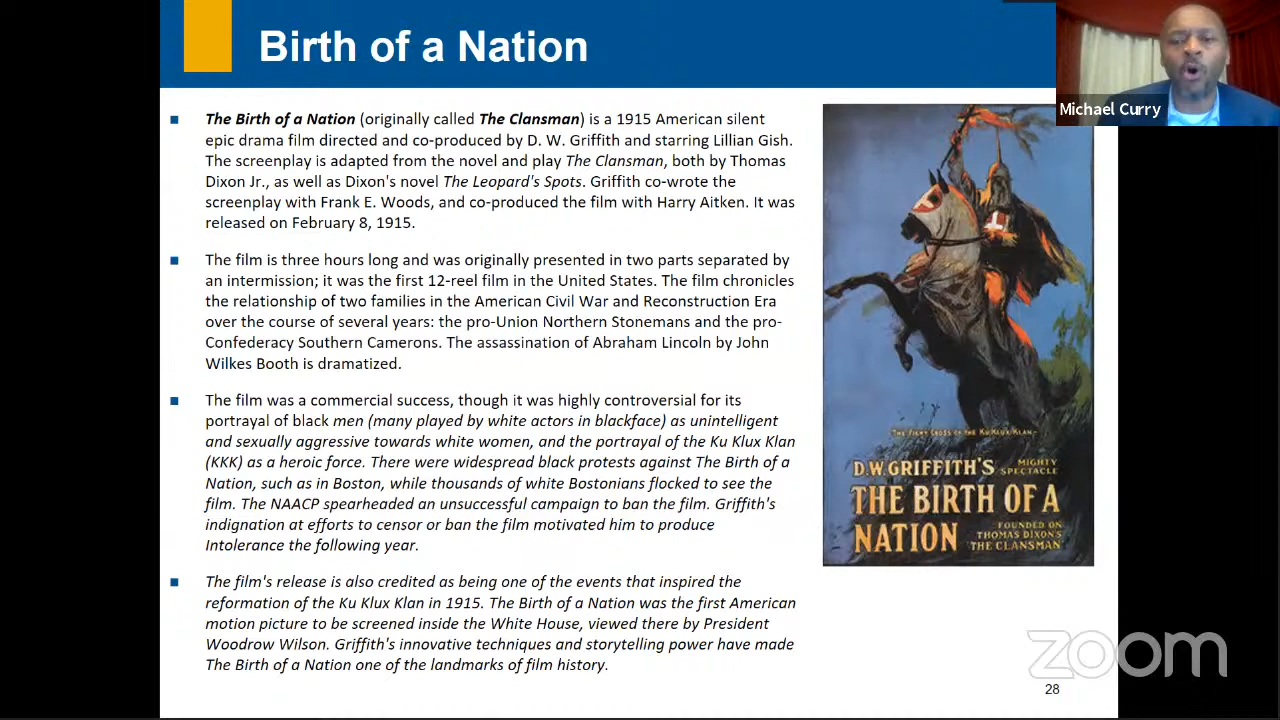 Birth of a Nation
Michael Curry
The Birth of a Nation (originally called The Clansman) is a 1915 American silent
epic drama film directed and co-produced by D. W. Griffith and starring Lillian Gish.
The screenplay is adapted from the novel and play The Clansman, both by Thomas
Dixon Jr., as well as Dixon's novel The Leopard's Spots. Griffith co-wrote the
screenplay with Frank E. Woods, and co-produced the film with Harry Aitken. It was
released on February 8, 1915.
The film is three hours long and was originally presented in two parts separated by
an intermission; it was the first 12-reel film in the United States. The film chronicles
the relationship of two families in the American Civil War and Reconstruction Era
over the course of several years: the pro-Union Northern Stonemans and the pro-
Confederacy Southern Camerons. The assassination of Abraham Lincoln by John
Wilkes Booth is dramatized.
The film was a commercial success, though it was highly controversial for its
portrayal of black men (many played by white actors in blackface) as unintelligent
and sexually aggressive towards white women, and the portrayal of the Ku Klux Klan
(KKK) as a heroic force. There were widespread black protests against The Birth of a
Nation, such as in Boston, while thousands of white Bostonians flocked to see the
film. The NAACP spearheaded an unsuccessful campaign to ban the film. Griffith's
indignation at efforts to censor or ban the film motivated him to produce
Intolerance the following year.
The film's release is also credited as being one of the events that inspired the
reformation of the Ku Klux Klan in 1915. The Birth of a Nation was the first American
motion picture to be screened inside the White House, viewed there by President
Woodrow Wilson. Griffith's innovative techniques and storytelling power have made
The Birth of a Nation one of the landmarks of film history.
THE FIERY CROSS OF THE KU KLUX KLAN-
D.W. GRIFFITH'S MIGHTY
SPECTACLE
THE BIRTH OF A
NATION FOUNDED ON
THOMAS DIXON'S
"THE CLANSMAN"
zoom
28